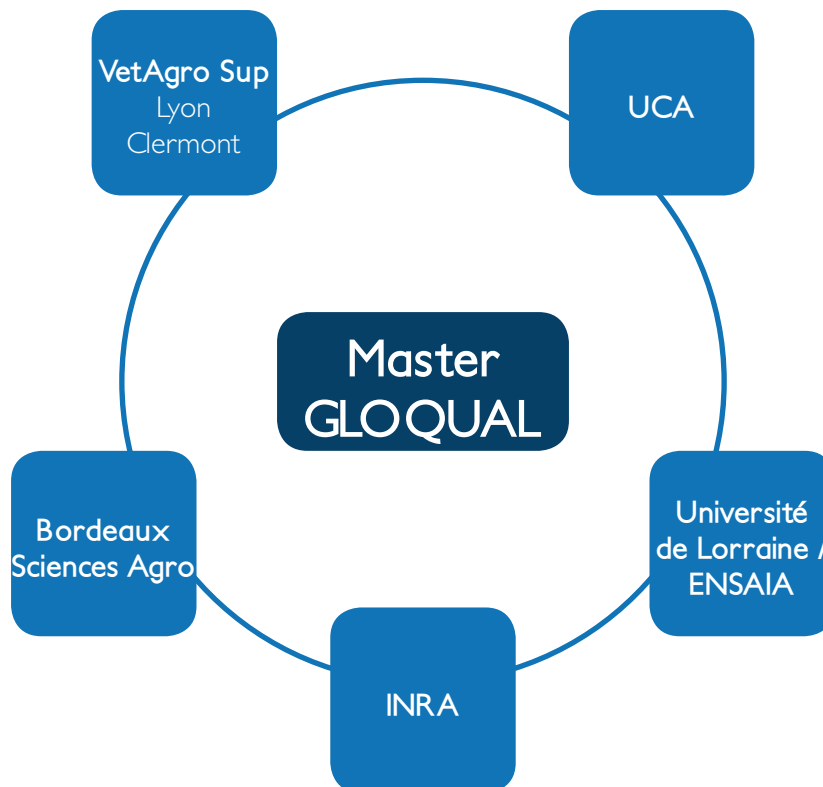 VetAgro Sup
Lyon
Clermont
UCA
Master
GLOQUAL
Bordeaux
Sciences Agro
Université
de Lorraine /
ENSAIA
INRA